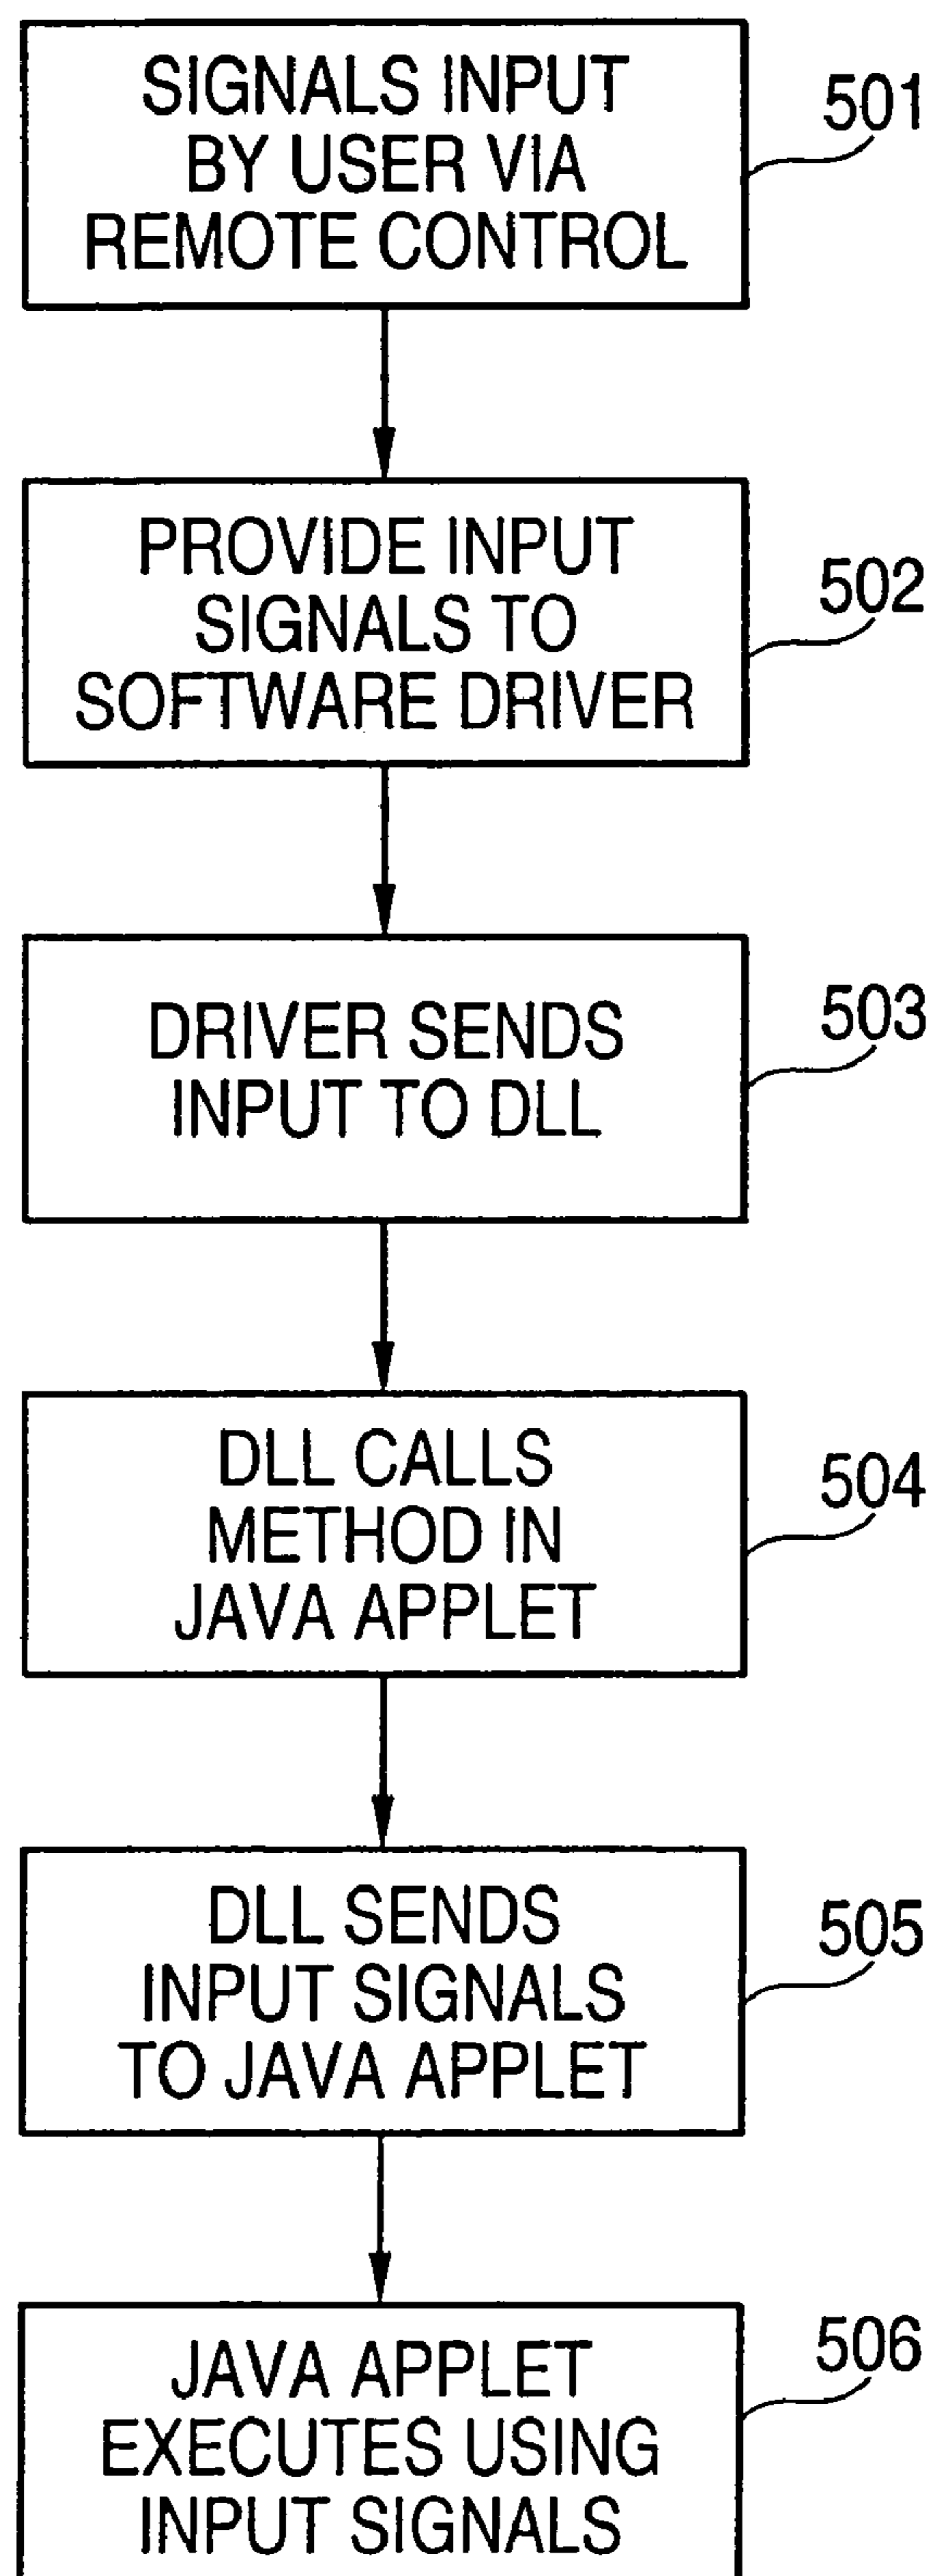 SIGNALS INPUT
BY USER VIA
REMOTE CONTROL
501
PROVIDE INPUT
SIGNALS TO
SOFTWARE DRIVER
502
DRIVER SENDS
INPUT TO DLL
503
DLL CALLS
METHOD IN
JAVA APPLET
504
DLL SENDS
INPUT SIGNALS
TO JAVA APPLET
505
JAVA APPLET
EXECUTES USING
INPUT SIGNALS
506